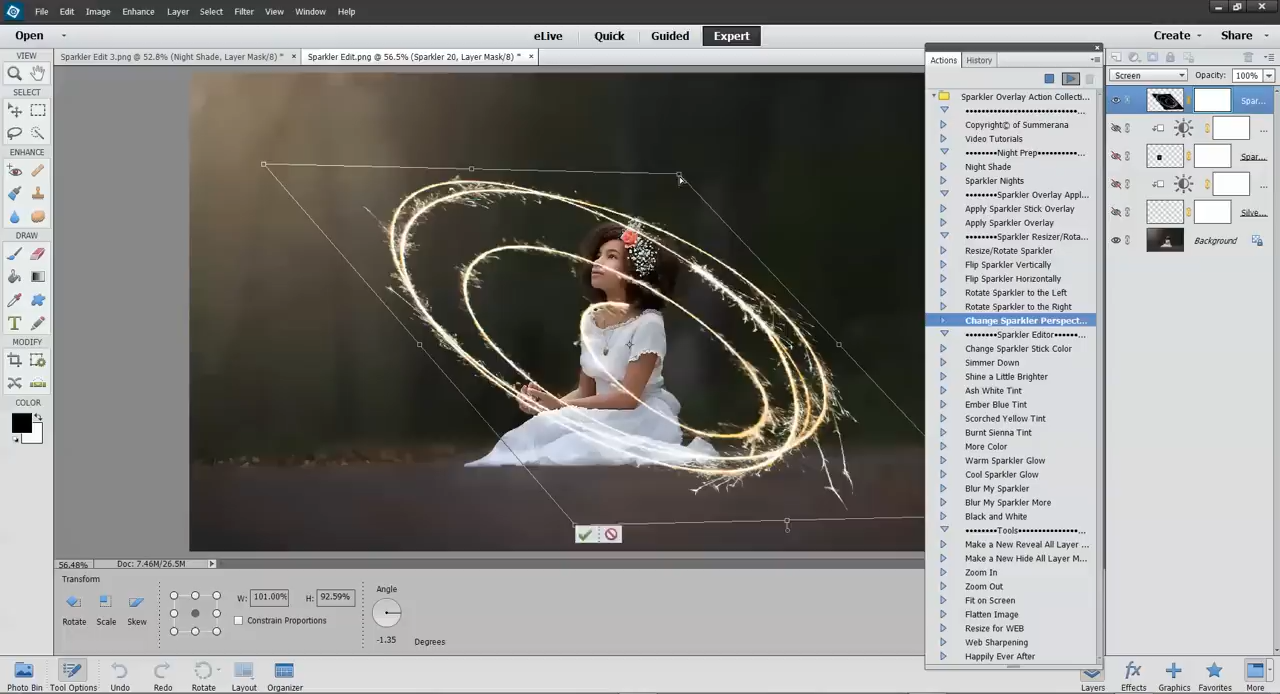 File Edit Image Enhance Layer Select Filter View Window Help
Open eLive Quick Guided Expert Create Share
Sparkler Edit 3.png @ 52.8% (Night Shade, Layer Mask/8) * × Sparkler Edit.png @ 56.5% (Sparkler 20, Layer Mask/8) * ×
VIEW
SELECT
ENHANCE
DRAW
T
MODIFY
COLOR
Actions History
Sparkler Overlay Action Collecti...
Copyright© of Summerana
Video Tutorials
••••••••Night Prep••••••••••...
Night Shade
Sparkler Nights
••••••••Sparkler Overlay Appl...
Apply Sparkler Stick Overlay
Apply Sparkler Overlay
••••••••Sparkler Resizer/Rota...
Resize/Rotate Sparkler
Flip Sparkler Vertically
Flip Sparkler Horizontally
Rotate Sparkler to the Left
Rotate Sparkler to the Right
Change Sparkler Perspect...
••••••••Sparkler Editor•••••••...
Change Sparkler Stick Color
Simmer Down
Shine a Little Brighter
Ash White Tint
Ember Blue Tint
Scorched Yellow Tint
Burnt Sienna Tint
More Color
Warm Sparkler Glow
Cool Sparkler Glow
Blur My Sparkler
Blur My Sparkler More
Black and White
••••••••Tools•••••••••••••••...
Make a New Reveal All Layer ...
Make a New Hide All Layer M...
Zoom In
Zoom Out
Fit on Screen
Flatten Image
Resize for WEB
Web Sharpening
Happily Ever After
Screen Opacity: 100%
Spar...
...
Spar...
...
Silve...
Background
56.48% Doc: 7.46M/26.5M
Transform
Rotate Scale Skew
W: 101.00% H: 92.59%
Constrain Proportions
Angle
-1.35 Degrees
Photo Bin Tool Options Undo Redo Rotate Layout Organizer Layers Effects Graphics Favorites More